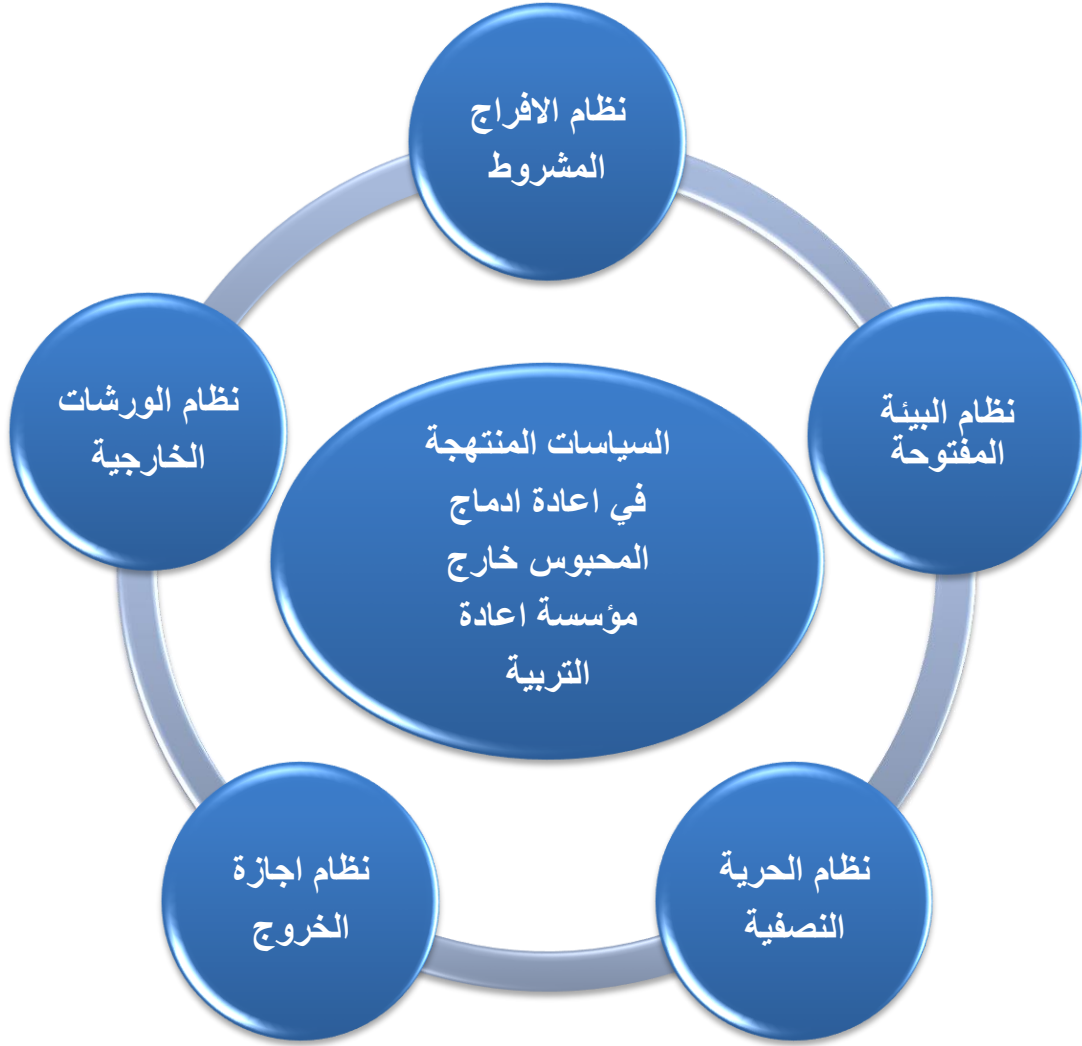 نظام الافراج
المشروط
نظام البيئة
المفتوحة
نظام الحرية
النصفية
نظام اجازة
الخروج
نظام الورشات
الخارجية
السياسات المنتهجة
في اعادة ادماج
المحبوس خارج
مؤسسة اعادة
التربية